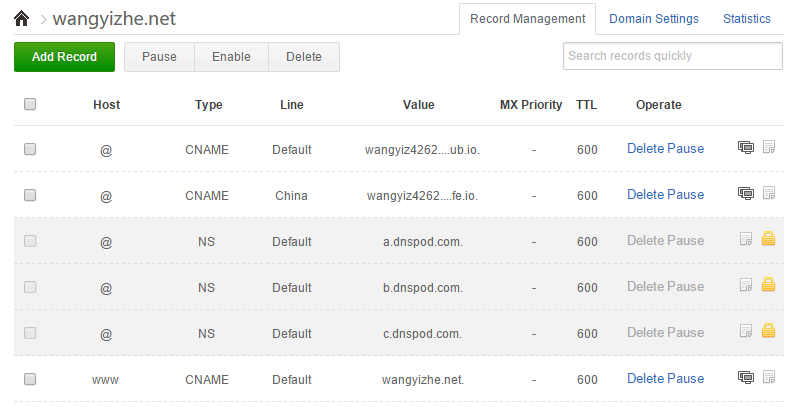 wangyizhe.net Record Management Domain Settings Statistics
Add Record Pause Enable Delete Search records quickly
Host Type Line Value MX Priority TTL Operate
@ CNAME Default wangyiz4262....ub.io. - 600 Delete Pause
@ CNAME China wangyiz4262....fe.io. - 600 Delete Pause
@ NS Default a.dnspod.com. - 600 Delete Pause
@ NS Default b.dnspod.com. - 600 Delete Pause
@ NS Default c.dnspod.com. - 600 Delete Pause
www CNAME Default wangyizhe.net. - 600 Delete Pause